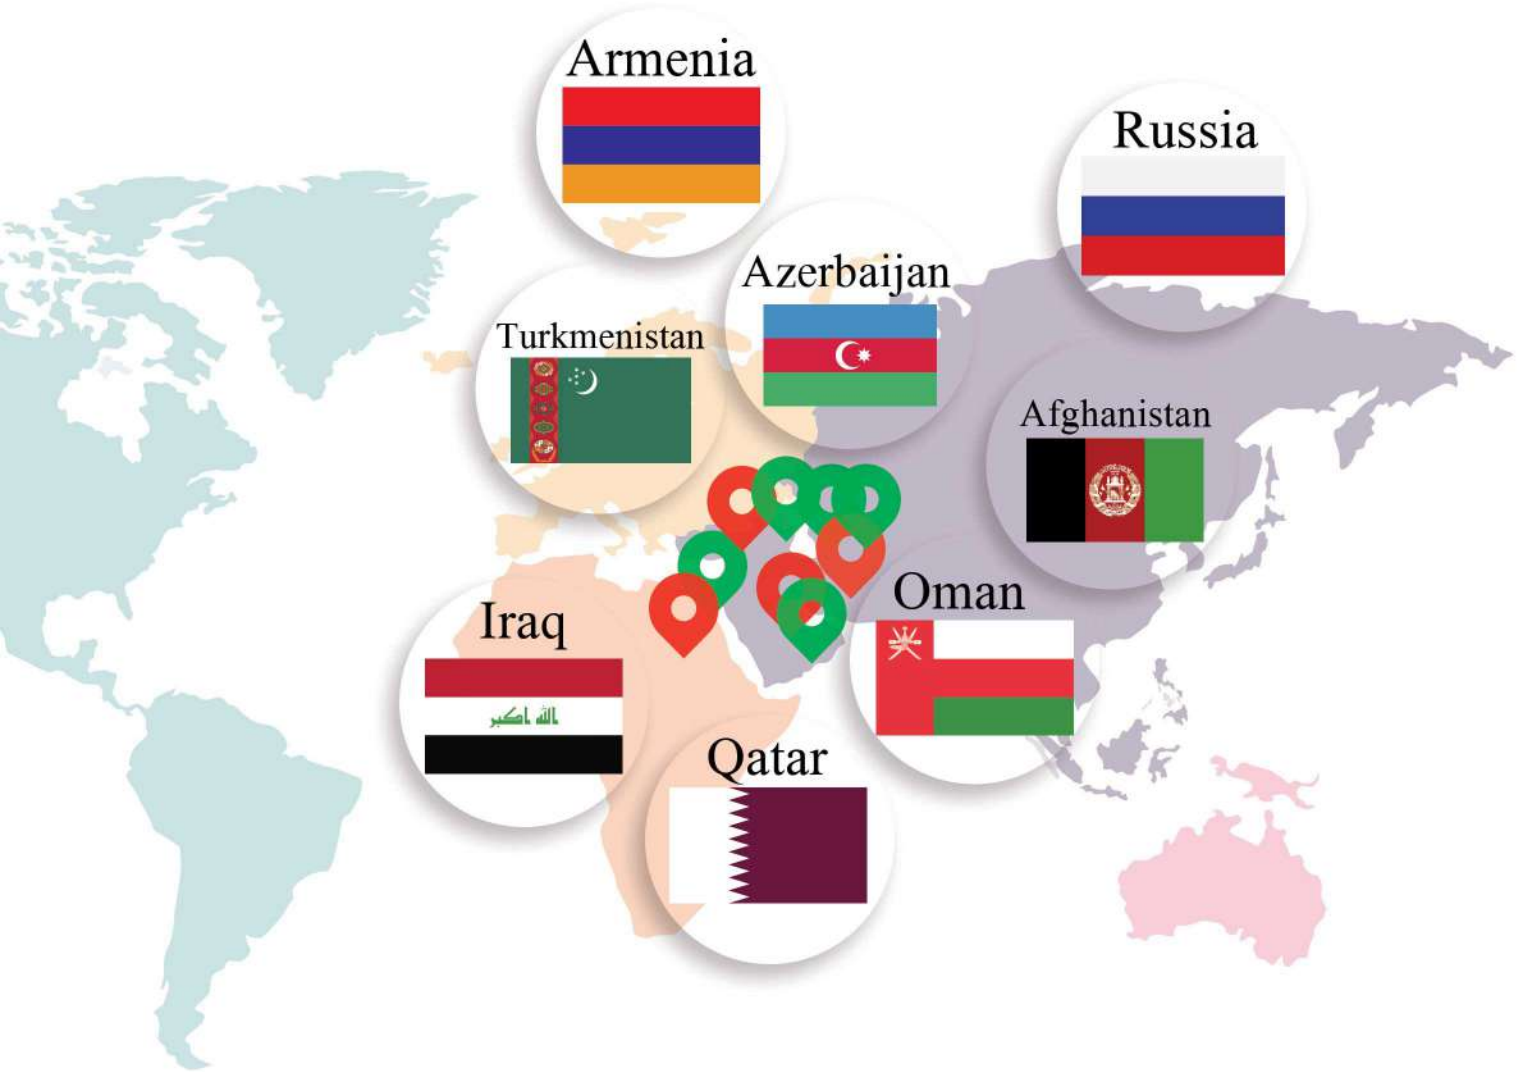 Armenia
Russia
Azerbaijan
Turkmenistan
Afghanistan
Oman
Iraq
الله اكبر
Qatar